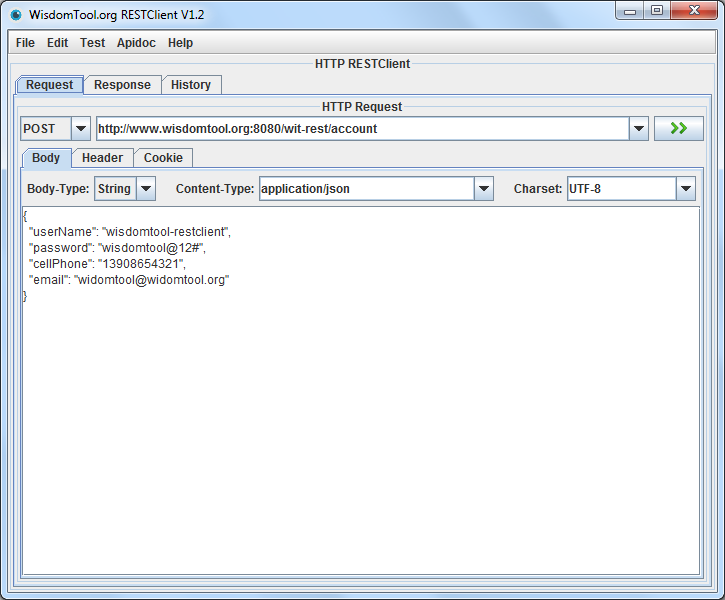 WisdomTool.org RESTClient V1.2
File Edit Test Apidoc Help
HTTP RESTClient
Request Response History
HTTP Request
POST http://www.wisdomtool.org:8080/wit-rest/account
Body Header Cookie
Body-Type: String Content-Type: application/json Charset: UTF-8
{
"userName": "wisdomtool-restclient",
"password": "wisdomtool@12#",
"cellPhone": "13908654321",
"email": "widomtool@widomtool.org"
}